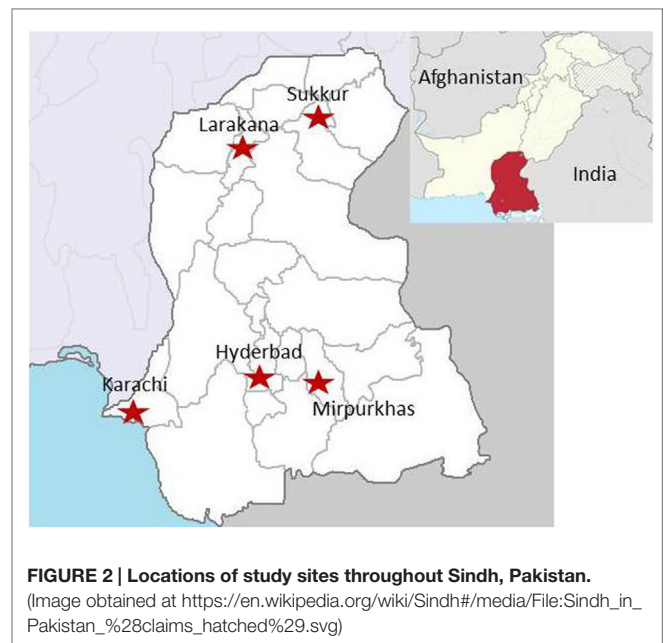 Afghanistan
Sukkur
Larakana
India
Hyderbad
Karachi
Mirpurkhas
FIGURE 2 | Locations of study sites throughout Sindh, Pakistan.
(Image obtained at https://en.wikipedia.org/wiki/Sindh#/media/File:Sindh_in_
Pakistan_%28claims_hatched%29.svg)